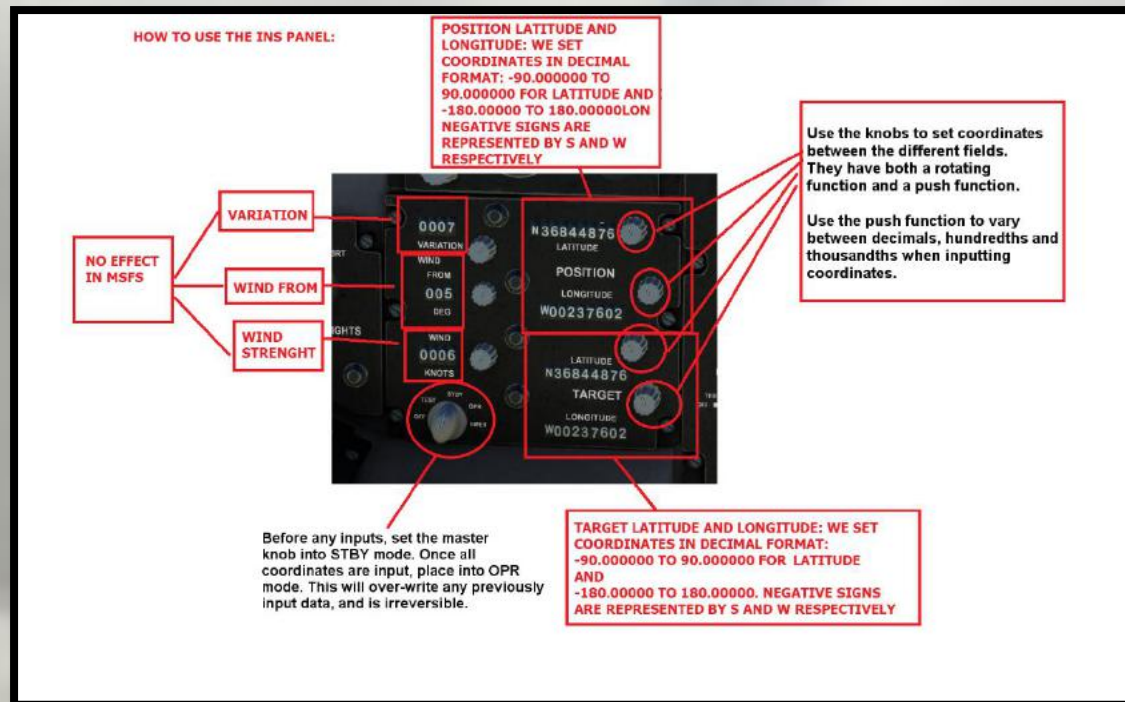 HOW TO USE THE INS PANEL:
POSITION LATITUDE AND
LONGITUDE: WE SET
COORDINATES IN DECIMAL
FORMAT: -90.000000 TO
90.000000 FOR LATITUDE AND
-180.00000 TO 180.00000LON
NEGATIVE SIGNS ARE
REPRESENTED BY S AND W
RESPECTIVELY
Use the knobs to set coordinates
between the different fields.
They have both a rotating
function and a push function.
Use the push function to vary
between decimals, hundredths and
thousandths when inputting
coordinates.
NO EFFECT
IN MSFS
VARIATION
WIND FROM
WIND
STRENGHT
0007
VARIATION
WIND
FROM
005
DEG
WIND
0006
KNOTS
OFF TEST STBY OPR
N36844876
LATITUDE
POSITION
LONGITUDE
W00237602
LATITUDE
N36844876
TARGET
LONGITUDE
W00237602
GHTS
Before any inputs, set the master
knob into STBY mode. Once all
coordinates are input, place into OPR
mode. This will over-write any previously
input data, and is irreversible.
TARGET LATITUDE AND LONGITUDE: WE SET
COORDINATES IN DECIMAL FORMAT:
-90.000000 TO 90.000000 FOR LATITUDE
AND
-180.00000 TO 180.00000. NEGATIVE SIGNS
ARE REPRESENTED BY S AND W RESPECTIVELY